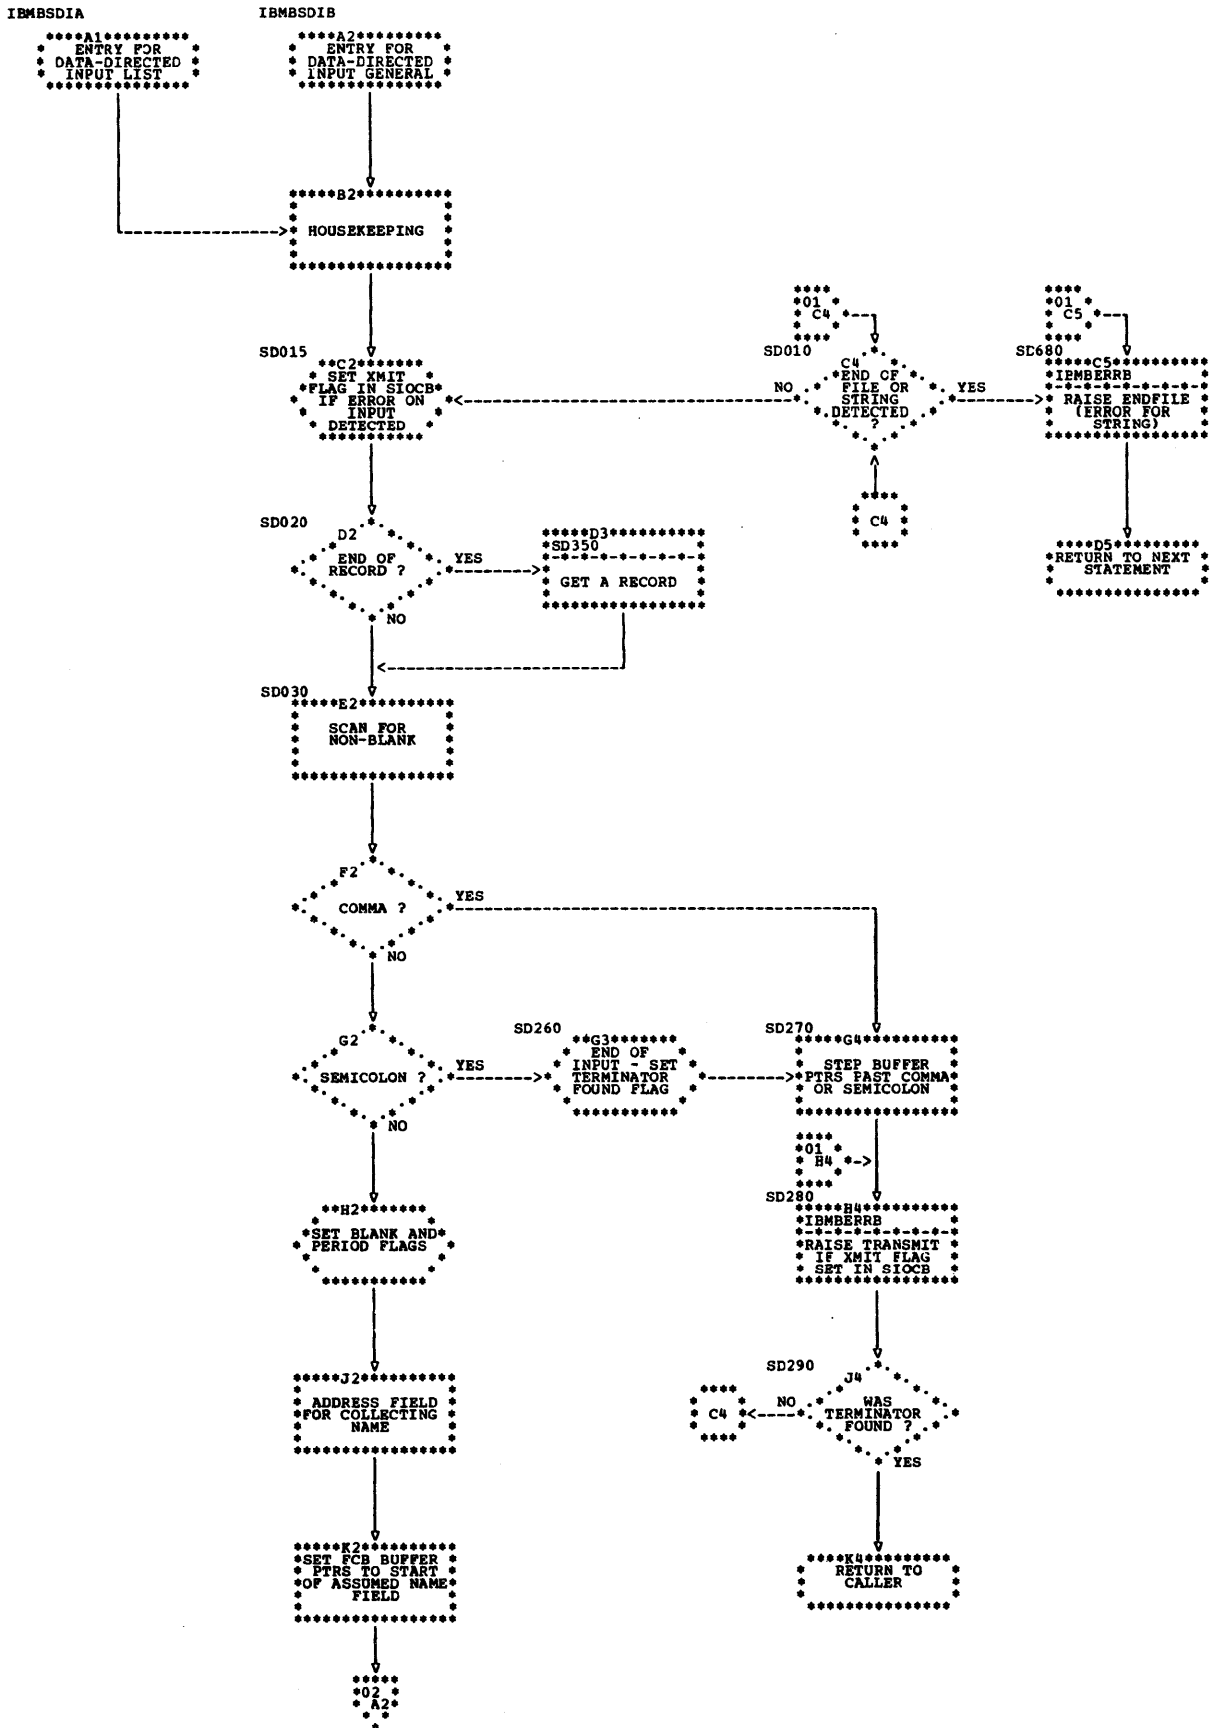 IBMBSDIA
IBMBSDIB
A1
ENTRY FOR
DATA-DIRECTED
INPUT LIST
A2
ENTRY FOR
DATA-DIRECTED
INPUT GENERAL
B2
HOUSEKEEPING
01
C4
01
C5
SD015
C2
SET XMIT
FLAG IN SIOCB
IF ERROR ON
INPUT
DETECTED
SD010
C4
END OF
FILE OR
STRING
DETECTED
?
NO
YES
SD680
C5
IBMBERRB
RAISE ENDFILE
(ERROR FOR
STRING)
C4
SD020
D2
END OF
RECORD ?
YES
NO
D3
SD350
GET A RECORD
D5
RETURN TO NEXT
STATEMENT
SD030
E2
SCAN FOR
NON-BLANK
F2
COMMA ?
YES
NO
G2
SEMICOLON ?
YES
NO
SD260
G3
END OF
INPUT - SET
TERMINATOR
FOUND FLAG
SD270
G4
STEP BUFFER
PTRS PAST COMMA
OR SEMICOLON
01
H4
H2
SET BLANK AND
PERIOD FLAGS
SD280
H4
IBMBERRB
RAISE TRANSMIT
IF XMIT FLAG
SET IN SIOCB
J2
ADDRESS FIELD
FOR COLLECTING
NAME
SD290
J4
WAS
TERMINATOR
FOUND ?
NO
C4
YES
K2
SET FCB BUFFER
PTRS TO START
OF ASSUMED NAME
FIELD
K4
RETURN TO
CALLER
02
A2